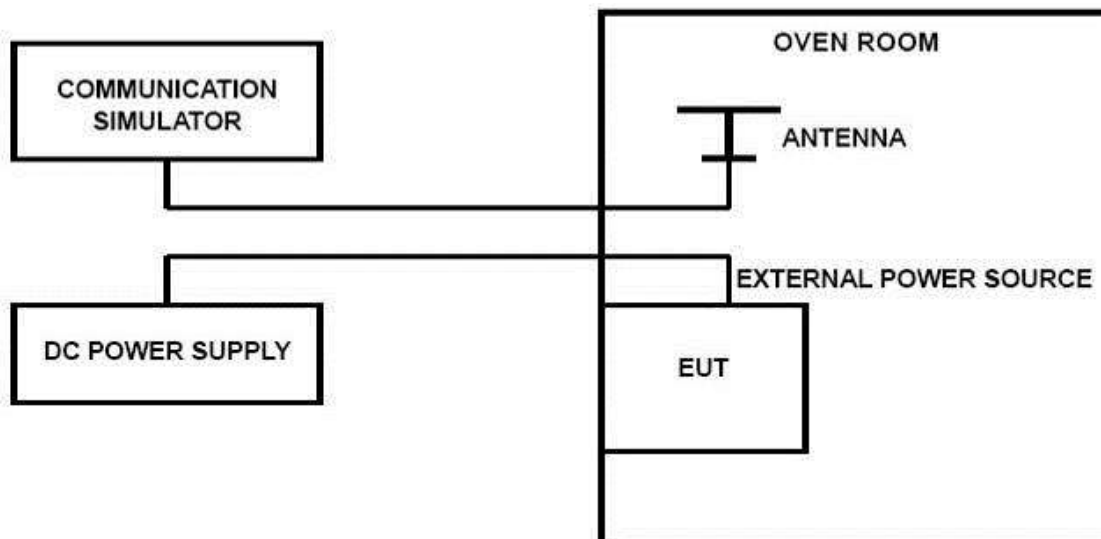 OVEN ROOM
COMMUNICATION
SIMULATOR
ANTENNA
EXTERNAL POWER SOURCE
DC POWER SUPPLY
EUT